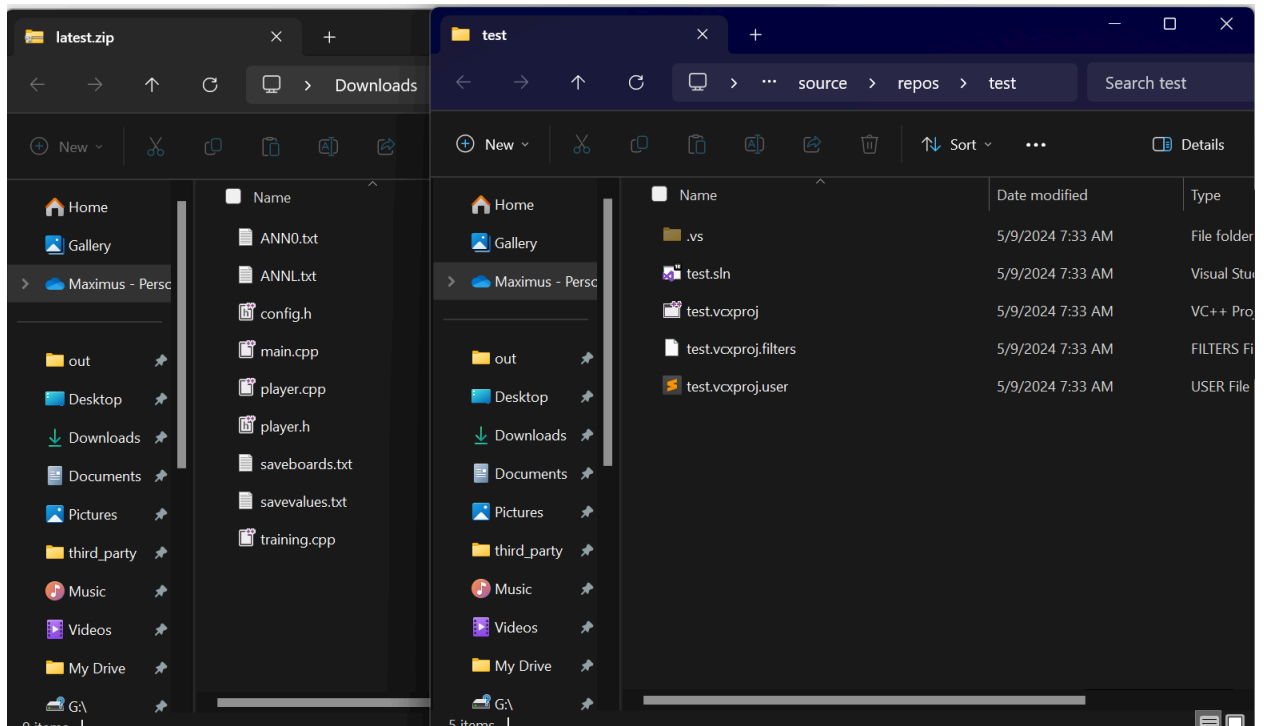 latest.zip
Downloads
New
Name
Home
Gallery
Maximus - Perso
out
Desktop
Downloads
Documents
Pictures
third_party
Music
Videos
My Drive
G:\
ANN0.txt
ANNL.txt
config.h
main.cpp
player.cpp
player.h
saveboards.txt
savevalues.txt
training.cpp
test
source repos test
Search test
New Sort Details
Home
Gallery
Maximus - Perso
out
Desktop
Downloads
Documents
Pictures
third_party
Music
Videos
My Drive
G:\
5 items
Name Date modified Type
.vs 5/9/2024 7:33 AM File folder
test.sln 5/9/2024 7:33 AM Visual Stu
test.vcxproj 5/9/2024 7:33 AM VC++ Proj
test.vcxproj.filters 5/9/2024 7:33 AM FILTERS Fi
test.vcxproj.user 5/9/2024 7:33 AM USER File